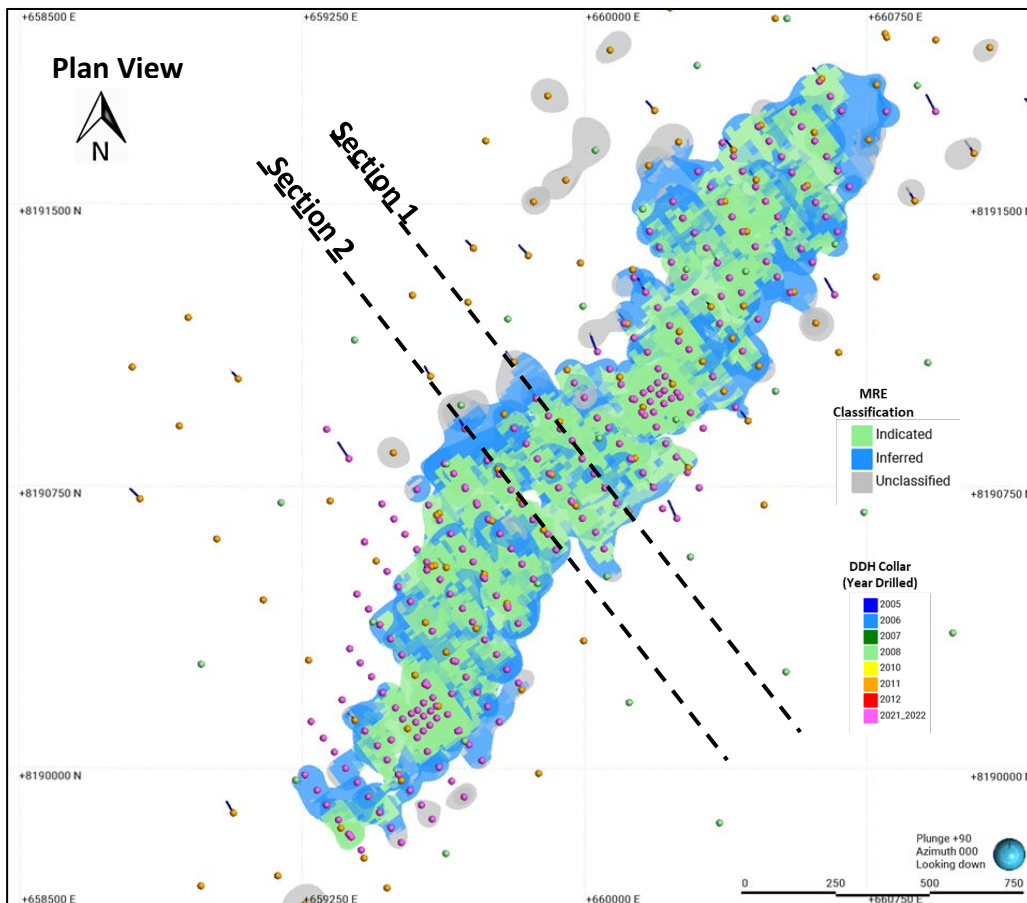 +658500 E
+659250 E
+660000 E
+660750 E
Plan View
N
Section 1
Section 2
+8191500 N
+8191500 N
MRE
Classification
Indicated
Inferred
Unclassified
+8190750 N
+8190750 N
DDH Collar
(Year Drilled)
2005
2006
2007
2008
2010
2011
2012
2021_2022
+8190000 N
+8190000 N
Plunge +90
Azimuth 000
Looking down
0
250
500
750
+658500 E
+659250 E
+660000 E
+660750 E